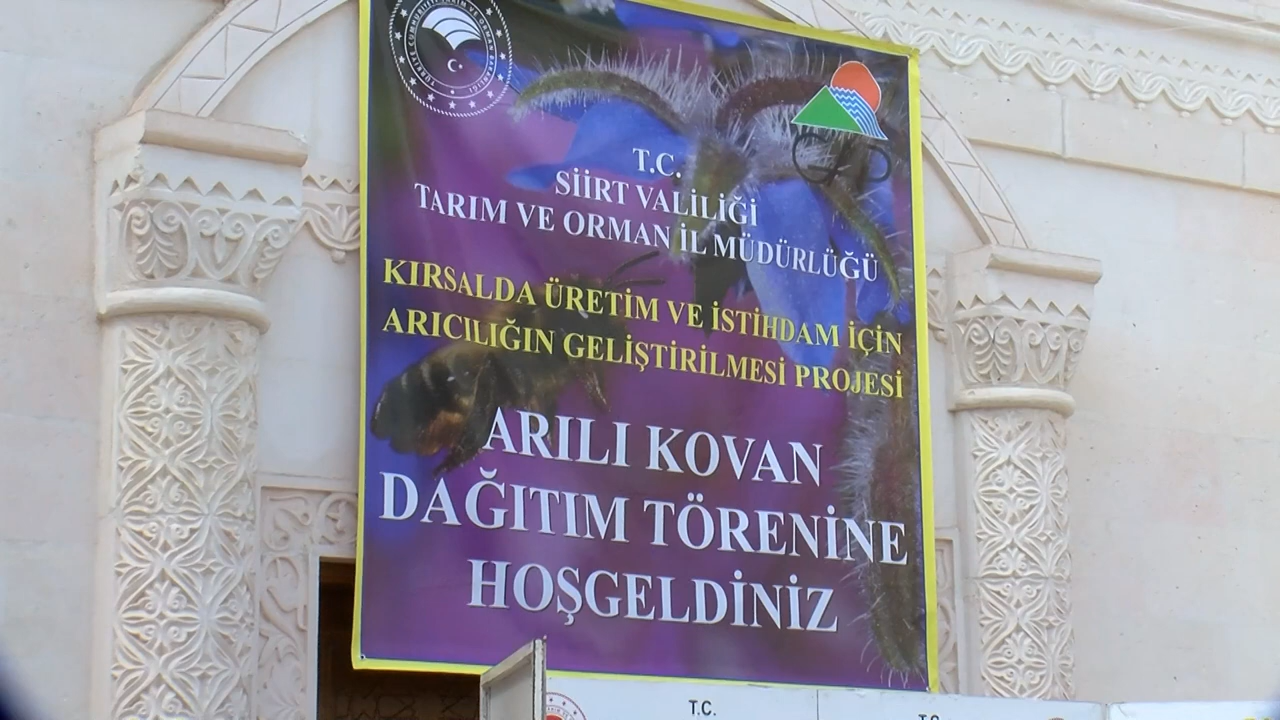 T.C.
SİİRT VALİLİĞİ
TARIM VE ORMAN İL MÜDÜRLÜĞÜ
KIRSALDA ÜRETİM VE İSTİHDAM İÇİN
ARICILIĞIN GELİŞTİRİLMESİ PROJESİ
ARILI KOVAN
DAĞITIM TÖRENİNE
HOŞGELDİNİZ
T.C.
T.C.